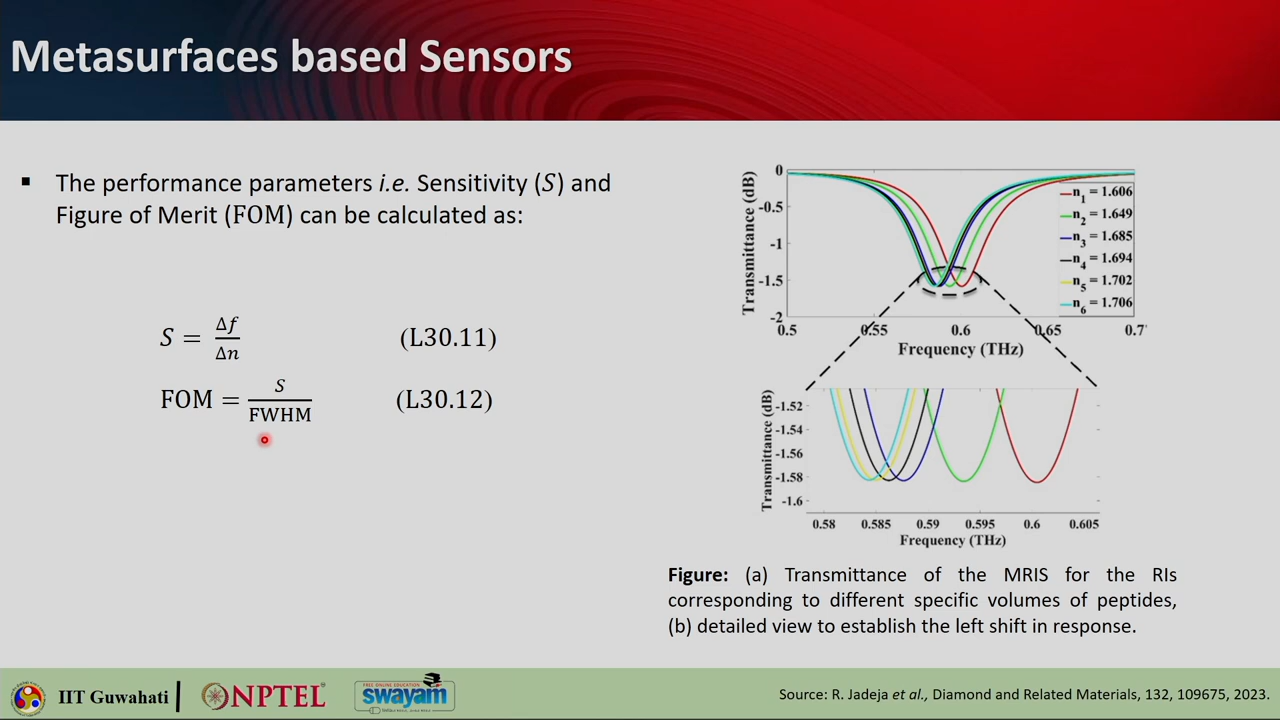 Metasurfaces based Sensors
▪ The performance parameters i.e. Sensitivity (S) and
Figure of Merit (FOM) can be calculated as:
S = Δf/Δn (L30.11)
FOM = S/FWHM (L30.12)
Transmittance (dB)
0
-0.5
-1
-1.5
-2
0.5 0.55 0.6 0.65 0.7
Frequency (THz)
n1 = 1.606
n2 = 1.649
n3 = 1.685
n4 = 1.694
n5 = 1.702
n6 = 1.706
Transmittance (dB)
-1.52
-1.54
-1.56
-1.58
-1.6
0.58 0.585 0.59 0.595 0.6 0.605
Frequency (THz)
Figure: (a) Transmittance of the MRIS for the RIs
corresponding to different specific volumes of peptides,
(b) detailed view to establish the left shift in response.
IIT Guwahati
NPTEL
FREE ONLINE EDUCATION
swayam
Source: R. Jadeja et al., Diamond and Related Materials, 132, 109675, 2023.